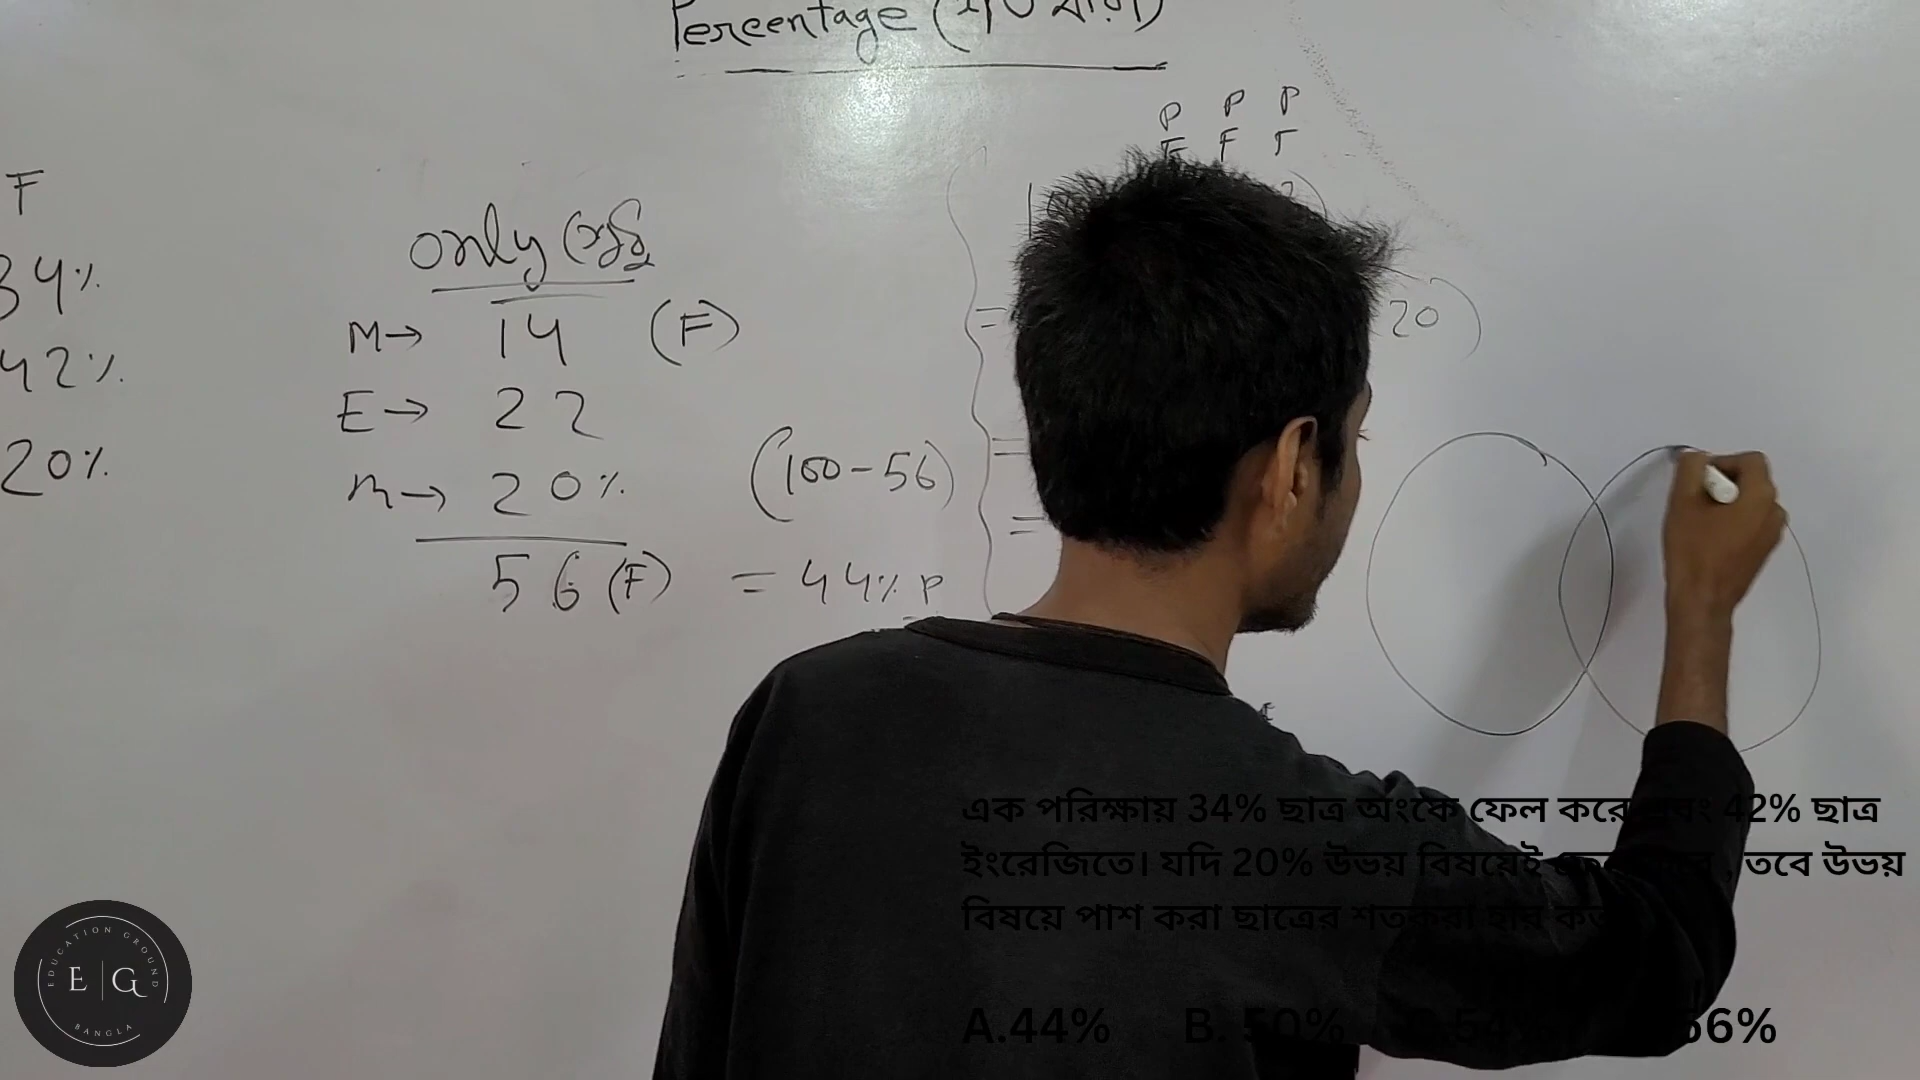 Percentage (শতকরা)
P P P
F F F
F
34%
42%
20%
only ফেল
M→ 14 (F)
E→ 22
m→ 20%
56 (F)
(100-56)
= 44% P
=
20)
=
=
এক পরিক্ষায় 34% ছাত্র অংকে ফেল করে এবং 42% ছাত্র
ইংরেজিতে। যদি 20% উভয় বিষয়েই তবে উভয়
বিষয়ে পাশ করা ছাত্রের শতকরা হার কত
A.44% B. 50% C.54% 56%
EDUCATION GROUND
E|G
BANGLA